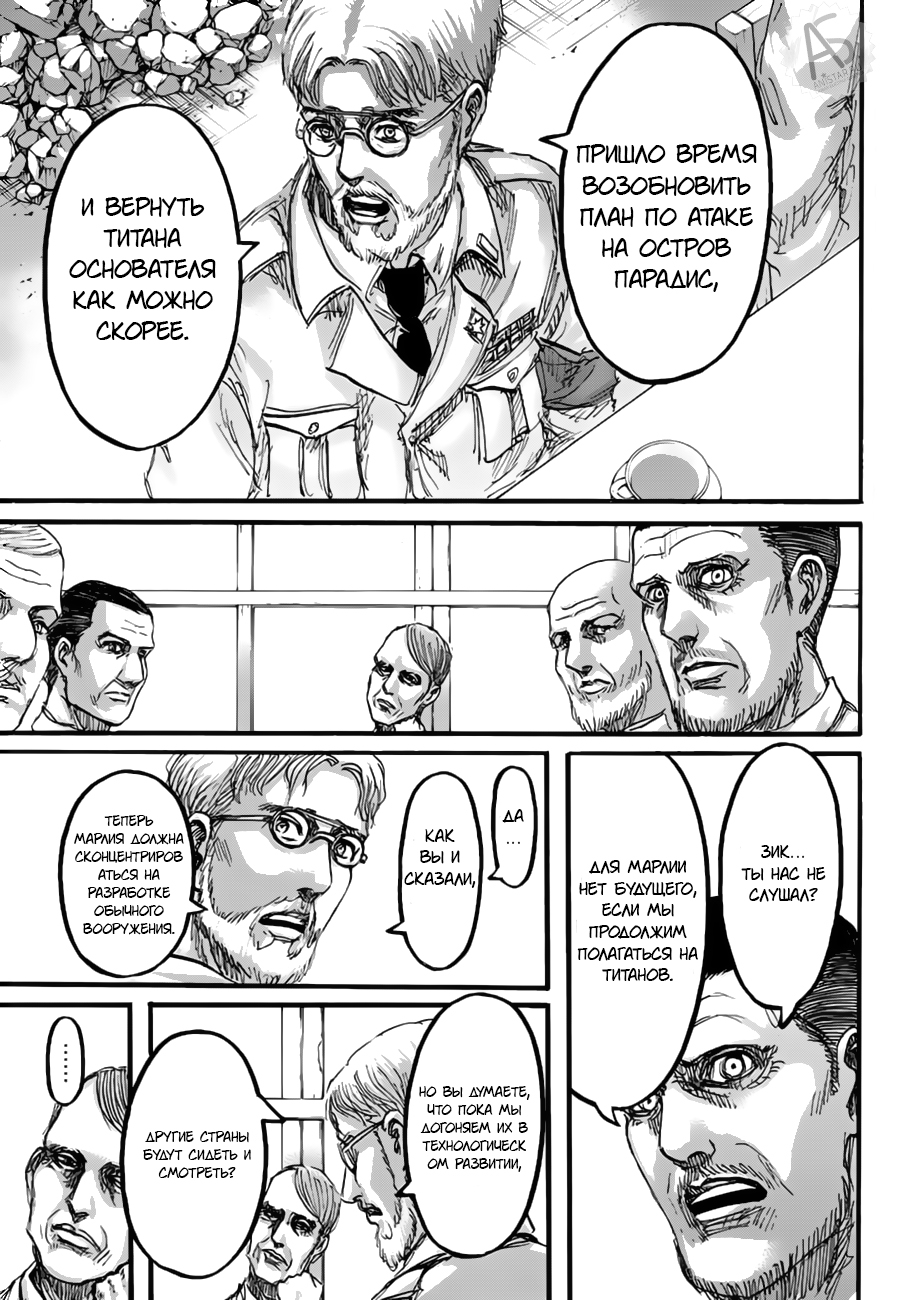 ПРИШЛО ВРЕМЯ
ВОЗОБНОВИТЬ
ПЛАН ПО АТАКЕ
НА ОСТРОВ
ПАРАДИС,
И ВЕРНУТЬ
ТИТАНА
ОСНОВАТЕЛЯ
КАК МОЖНО
СКОРЕЕ.
ЗИК...
ТЫ НАС НЕ
СЛУШАЛ?
ДЛЯ МАРЛИИ
НЕТ БУДУЩЕГО,
ЕСЛИ МЫ
ПРОДОЛЖИМ
ПОЛАГАТЬСЯ НА
ТИТАНОВ.
ДА
...
КАК
ВЫ И
СКАЗАЛИ,
ТЕПЕРЬ
МАРЛИЯ ДОЛЖНА
СКОНЦЕНТРИРОВ
АТЬСЯ НА
РАЗРАБОТКЕ
ОБЫЧНОГО
ВООРУЖЕНИЯ.
НО ВЫ ДУМАЕТЕ,
ЧТО ПОКА МЫ
ДОГОНЯЕМ ИХ В
ТЕХНОЛОГИЧЕСК
ОМ РАЗВИТИИ,
ДРУГИЕ СТРАНЫ
БУДУТ СИДЕТЬ И
СМОТРЕТЬ?
......